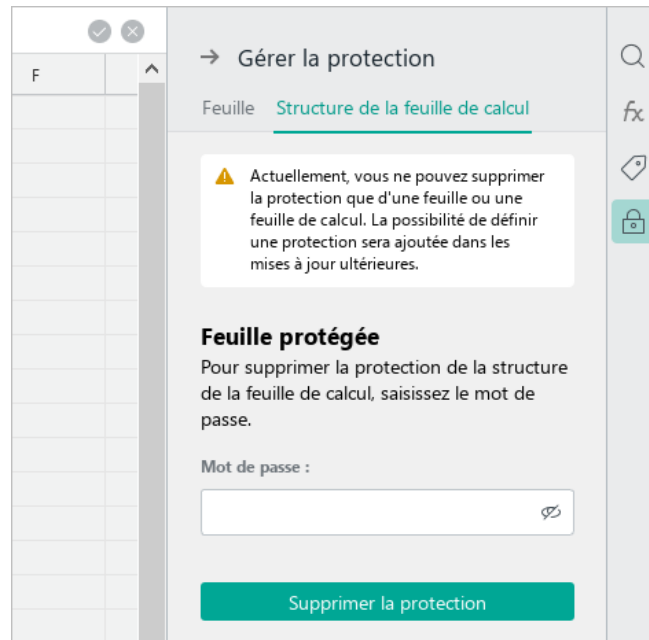 F
→ Gérer la protection
Feuille Structure de la feuille de calcul
Actuellement, vous ne pouvez supprimer
la protection que d'une feuille ou une
feuille de calcul. La possibilité de définir
une protection sera ajoutée dans les
mises à jour ultérieures.
Feuille protégée
Pour supprimer la protection de la structure
de la feuille de calcul, saisissez le mot de
passe.
Mot de passe :
Supprimer la protection
fx